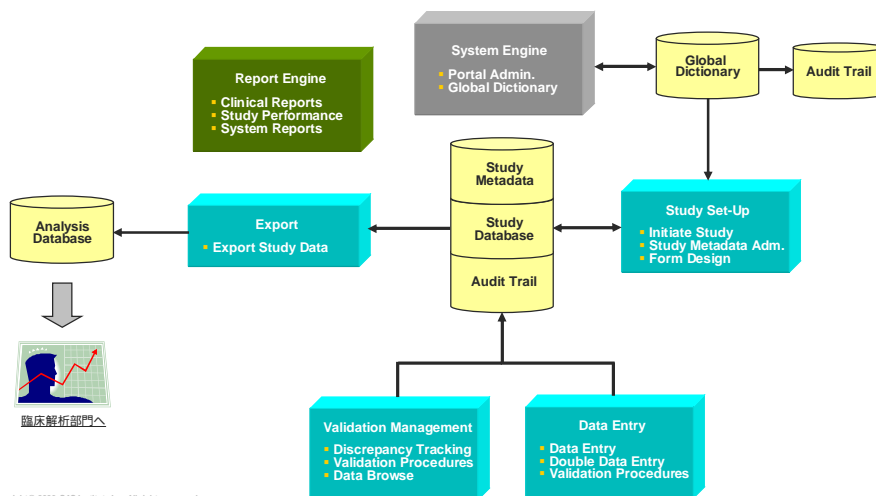 System Engine
▪ Portal Admin.
▪ Global Dictionary
Global
Dictionary
Audit Trail
Report Engine
▪ Clinical Reports
▪ Study Performance
▪ System Reports
Study
Metadata
Study
Database
Audit Trail
Study Set-Up
▪ Initiate Study
▪ Study Metadata Adm.
▪ Form Design
Export
▪ Export Study Data
Analysis
Database
臨床解析部門へ
Validation Management
▪ Discrepancy Tracking
▪ Validation Procedures
▪ Data Browse
Data Entry
▪ Data Entry
▪ Double Data Entry
▪ Validation Procedures